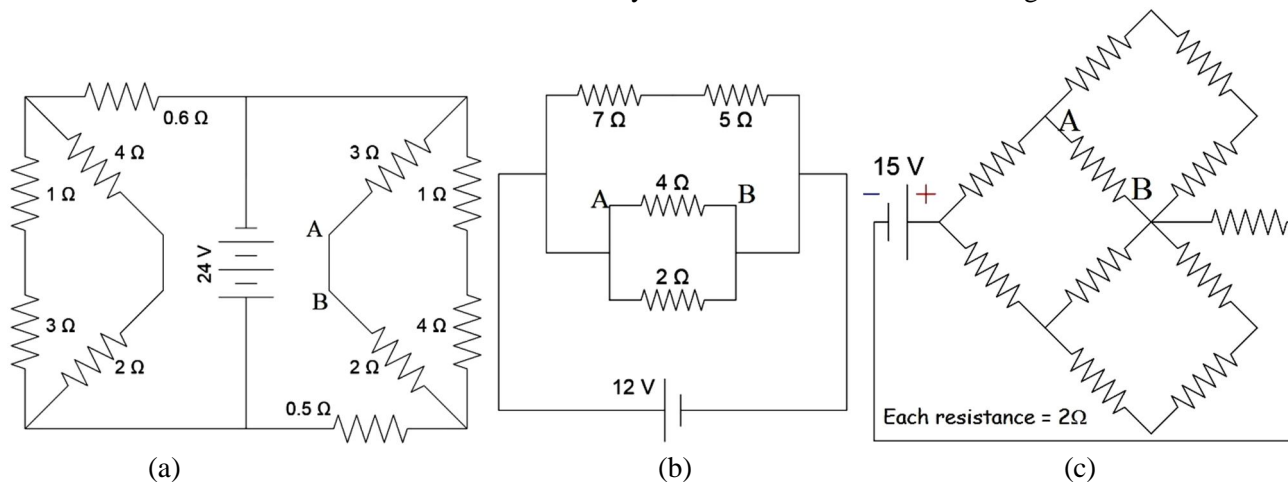 0.6 Ω
4 Ω
1 Ω
3 Ω
2 Ω
24 V
3 Ω
1 Ω
A
B
4 Ω
2 Ω
0.5 Ω
(a)
7 Ω
5 Ω
4 Ω
A
B
2 Ω
12 V
(b)
A
B
15 V
− +
Each resistance = 2Ω
(c)